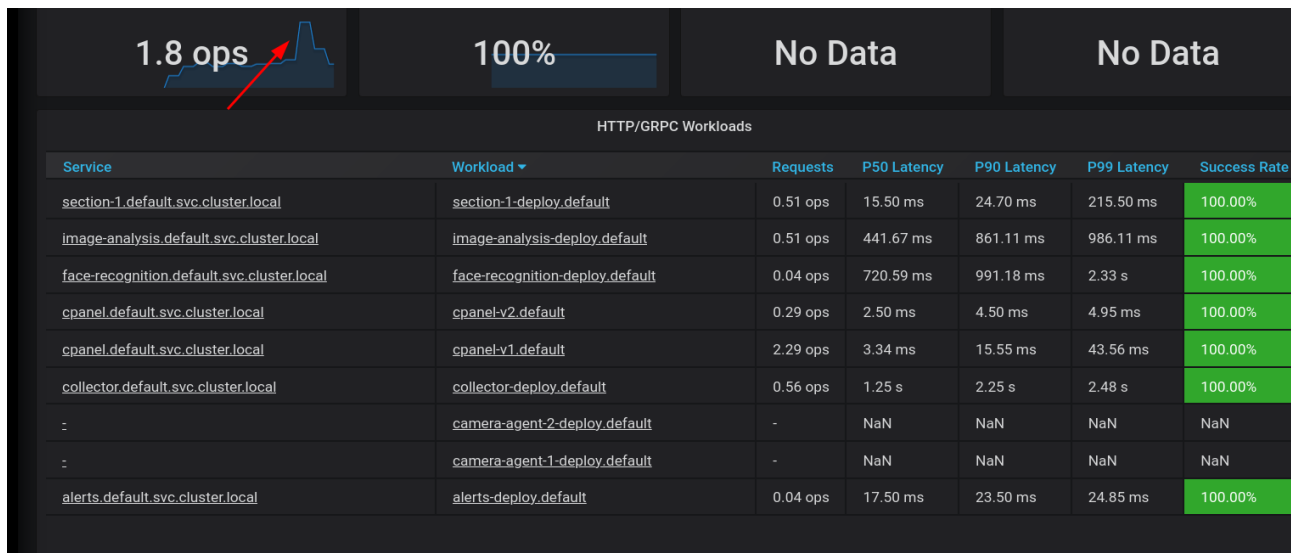 1.8 ops 100% No Data No Data
HTTP/GRPC Workloads
Service Workload Requests P50 Latency P90 Latency P99 Latency Success Rate
section-1.default.svc.cluster.local section-1-deploy.default 0.51 ops 15.50 ms 24.70 ms 215.50 ms 100.00%
image-analysis.default.svc.cluster.local image-analysis-deploy.default 0.51 ops 441.67 ms 861.11 ms 986.11 ms 100.00%
face-recognition.default.svc.cluster.local face-recognition-deploy.default 0.04 ops 720.59 ms 991.18 ms 2.33 s 100.00%
cpanel.default.svc.cluster.local cpanel-v2.default 0.29 ops 2.50 ms 4.50 ms 4.95 ms 100.00%
cpanel.default.svc.cluster.local cpanel-v1.default 2.29 ops 3.34 ms 15.55 ms 43.56 ms 100.00%
collector.default.svc.cluster.local collector-deploy.default 0.56 ops 1.25 s 2.25 s 2.48 s 100.00%
- camera-agent-2-deploy.default - NaN NaN NaN NaN
- camera-agent-1-deploy.default - NaN NaN NaN NaN
alerts.default.svc.cluster.local alerts-deploy.default 0.04 ops 17.50 ms 23.50 ms 24.85 ms 100.00%